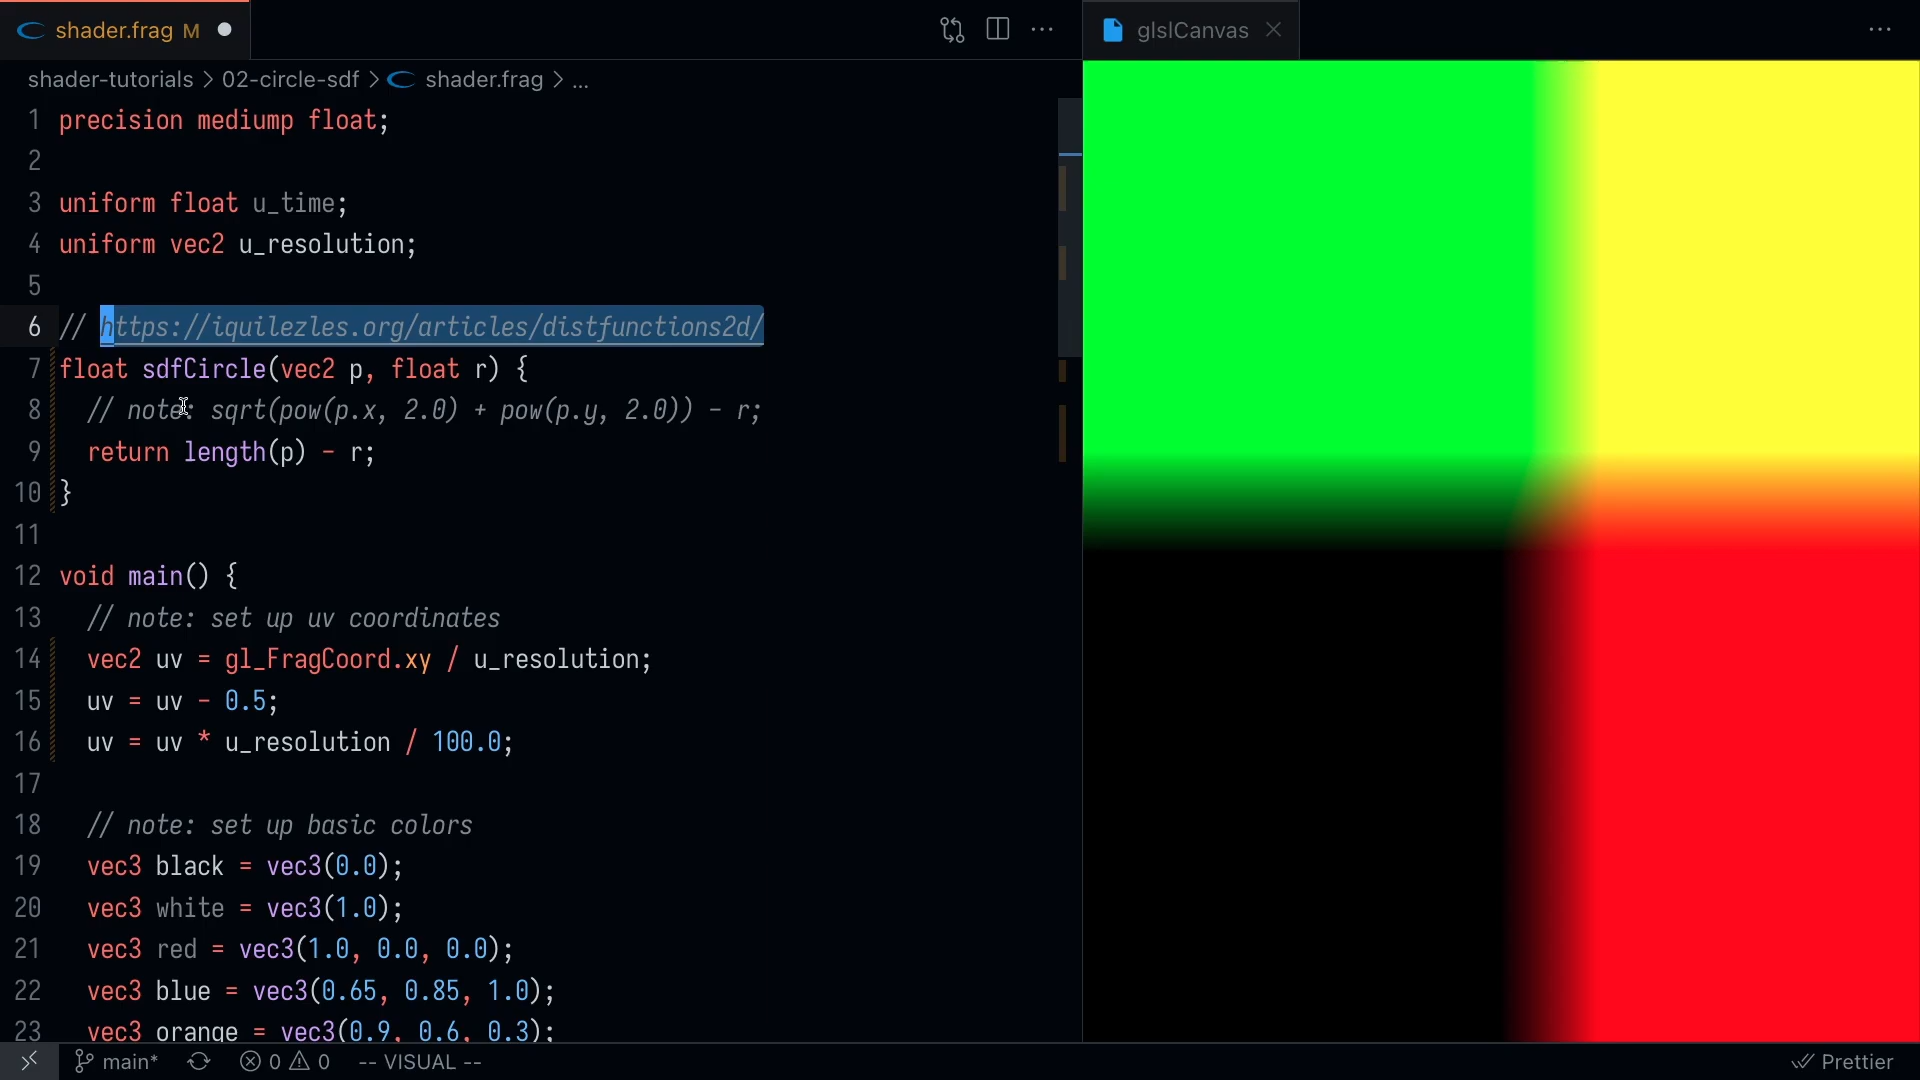 shader.frag M
glslCanvas
shader-tutorials > 02-circle-sdf > shader.frag > ...
1 precision mediump float;
2
3 uniform float u_time;
4 uniform vec2 u_resolution;
5
6 // https://iquilezles.org/articles/distfunctions2d/
7 float sdfCircle(vec2 p, float r) {
8 // note: sqrt(pow(p.x, 2.0) + pow(p.y, 2.0)) - r;
9 return length(p) - r;
10 }
11
12 void main() {
13 // note: set up uv coordinates
14 vec2 uv = gl_FragCoord.xy / u_resolution;
15 uv = uv - 0.5;
16 uv = uv * u_resolution / 100.0;
17
18 // note: set up basic colors
19 vec3 black = vec3(0.0);
20 vec3 white = vec3(1.0);
21 vec3 red = vec3(1.0, 0.0, 0.0);
22 vec3 blue = vec3(0.65, 0.85, 1.0);
23 vec3 orange = vec3(0.9, 0.6, 0.3);
main* 0 0 -- VISUAL -- Prettier